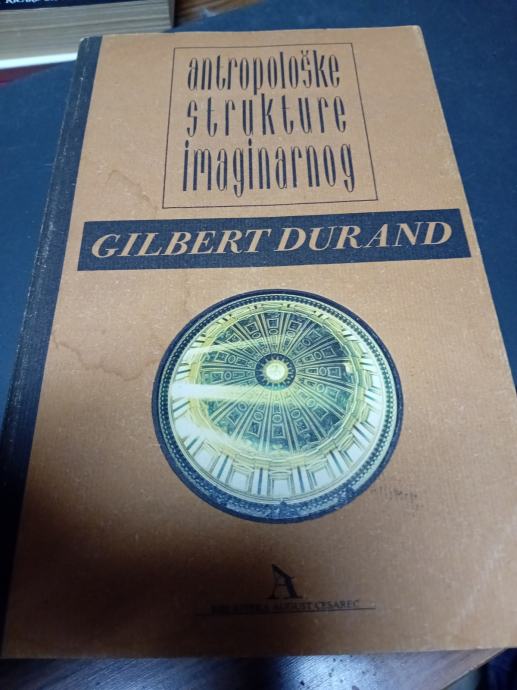 antropološke
strukture
imaginarnog
GILBERT DURAND
A
BIBLIOTEKA AUGUST CESAREC